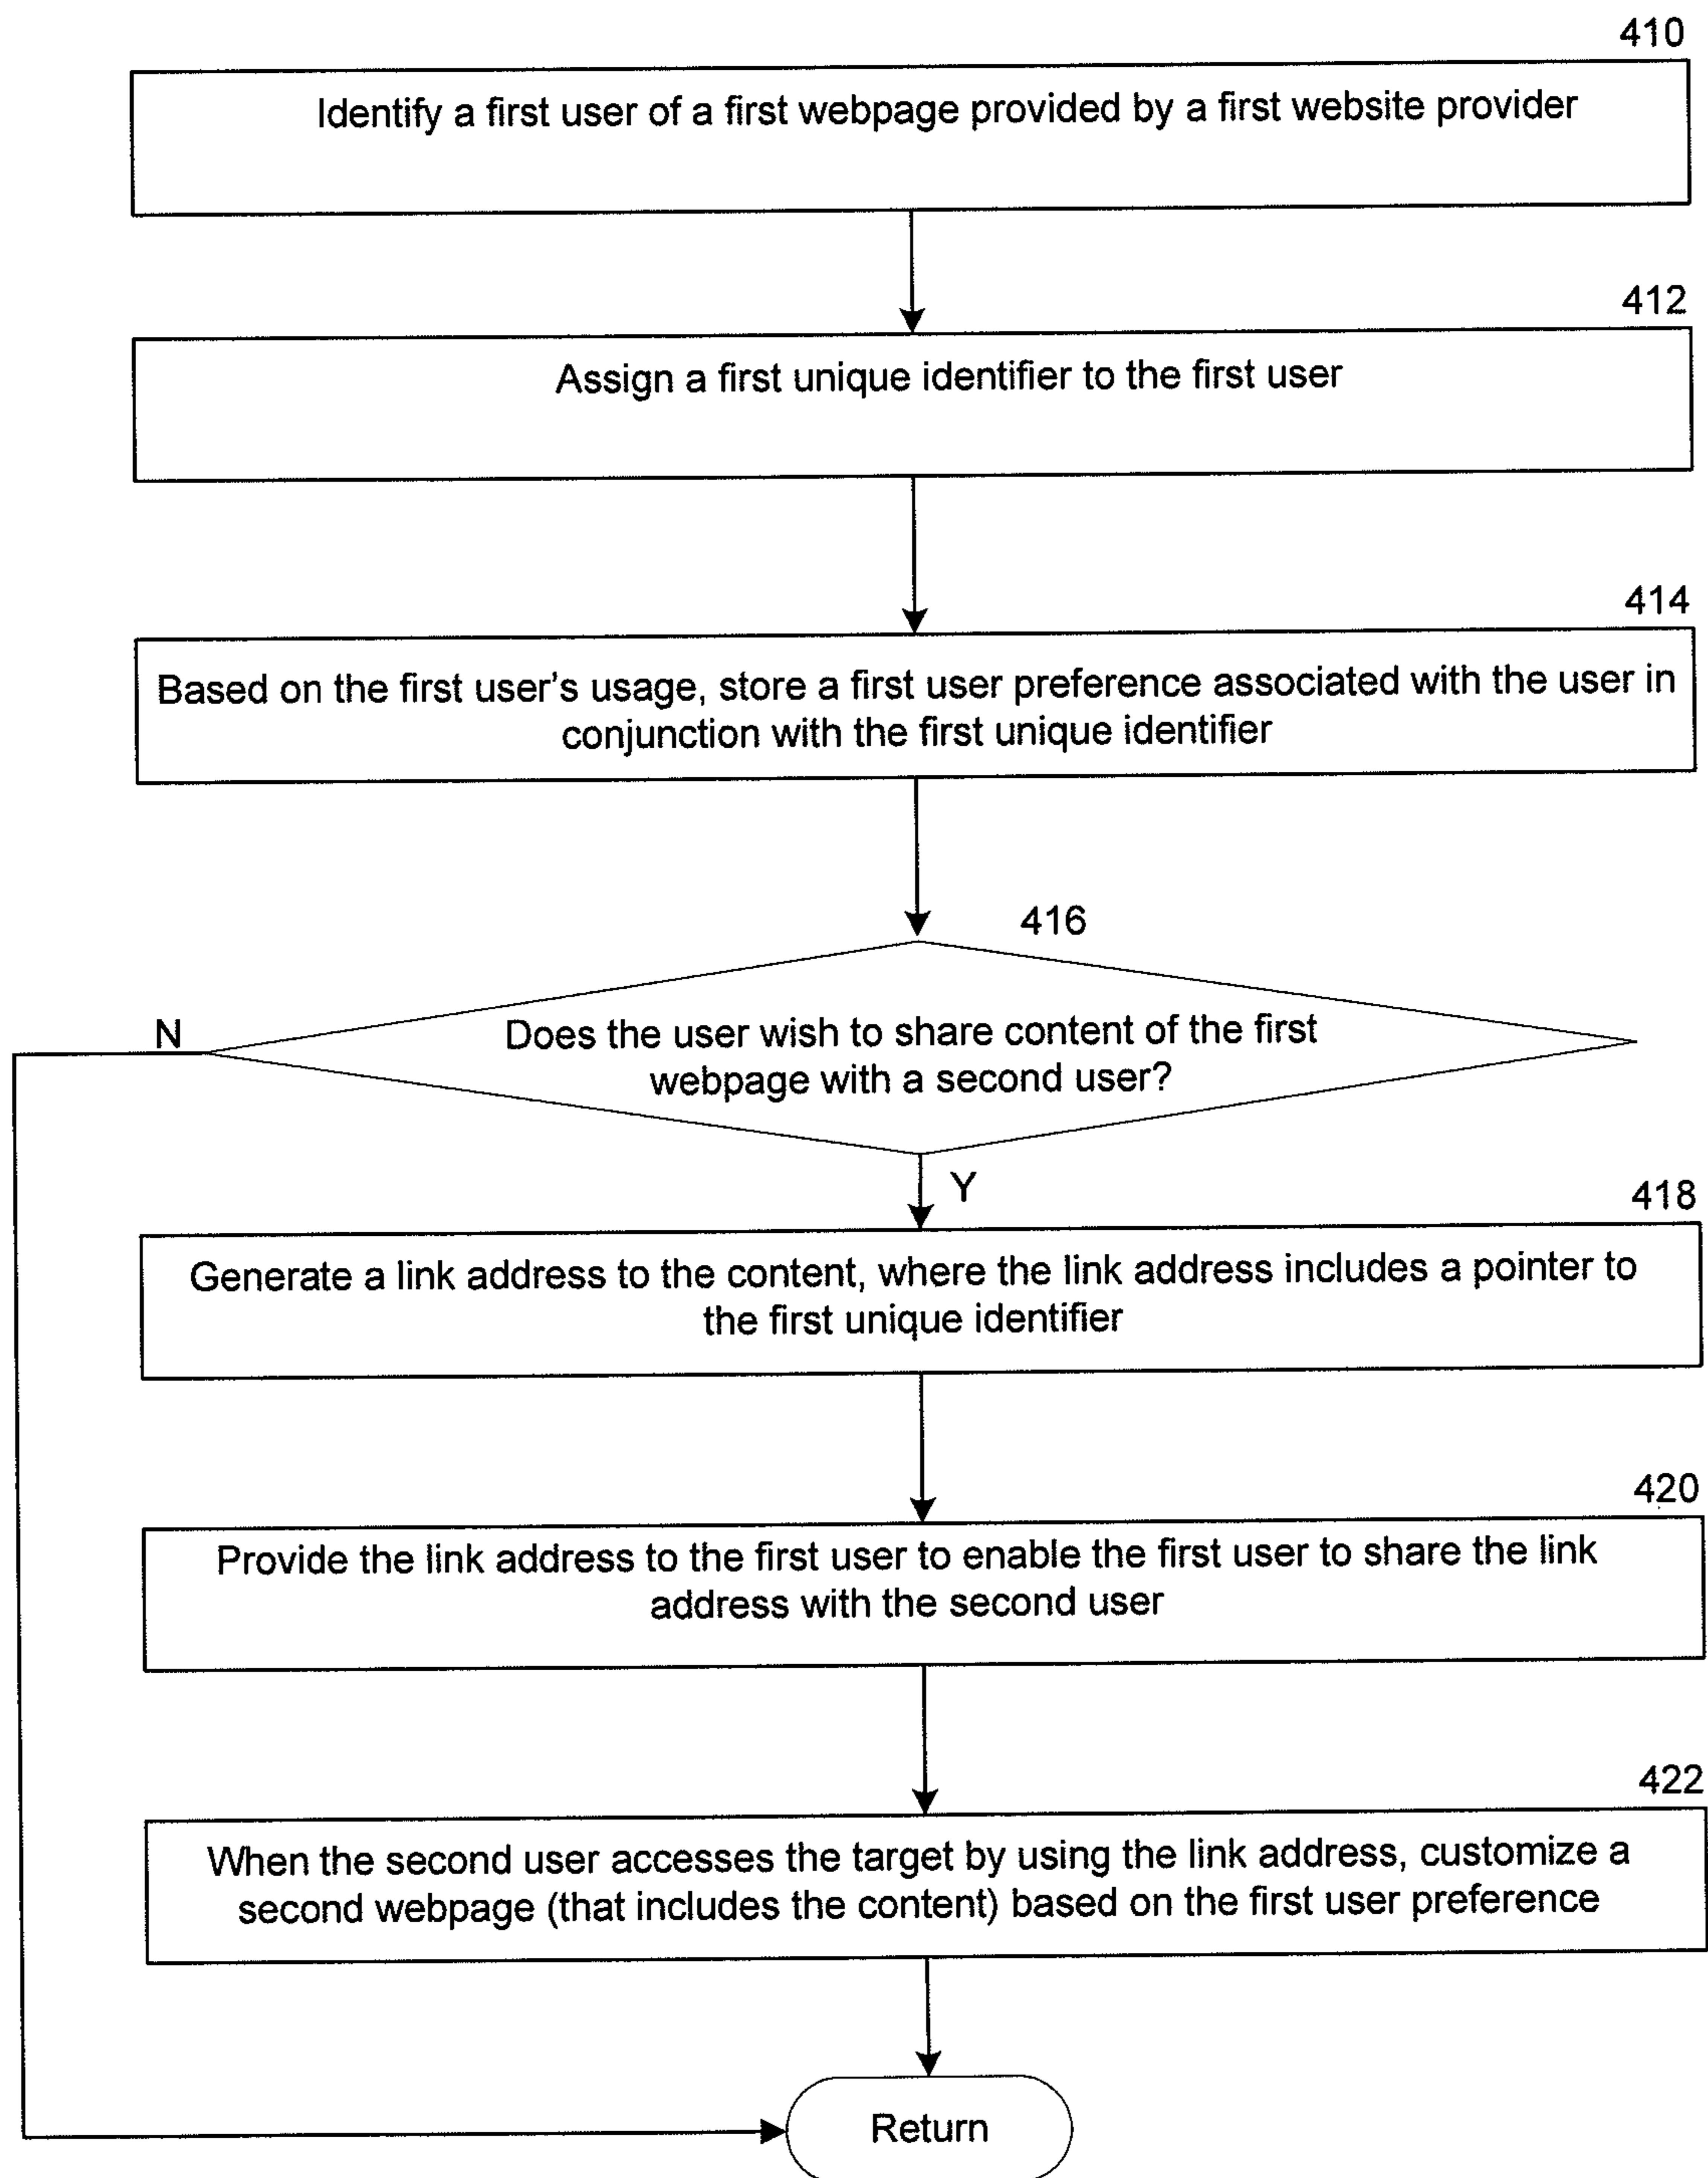 410
Identify a first user of a first webpage provided by a first website provider
412
Assign a first unique identifier to the first user
414
Based on the first user's usage, store a first user preference associated with the user in
conjunction with the first unique identifier
416
N
Does the user wish to share content of the first
webpage with a second user?
Y
418
Generate a link address to the content, where the link address includes a pointer to
the first unique identifier
420
Provide the link address to the first user to enable the first user to share the link
address with the second user
422
When the second user accesses the target by using the link address, customize a
second webpage (that includes the content) based on the first user preference
Return